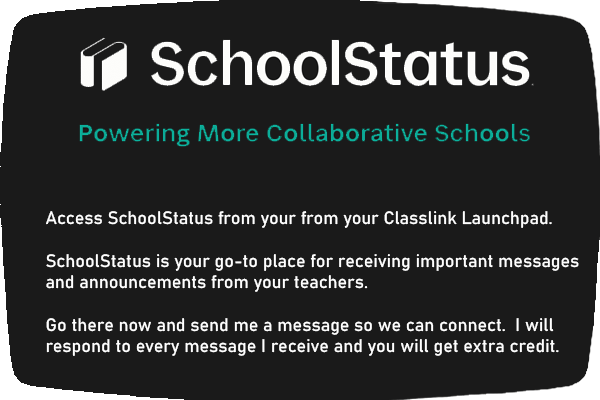 SchoolStatus
Powering More Collaborative Schools
Access SchoolStatus from your from your Classlink Launchpad.
SchoolStatus is your go-to place for receiving important messages
and announcements from your teachers.
Go there now and send me a message so we can connect.  I will
respond to every message I receive and you will get extra credit.